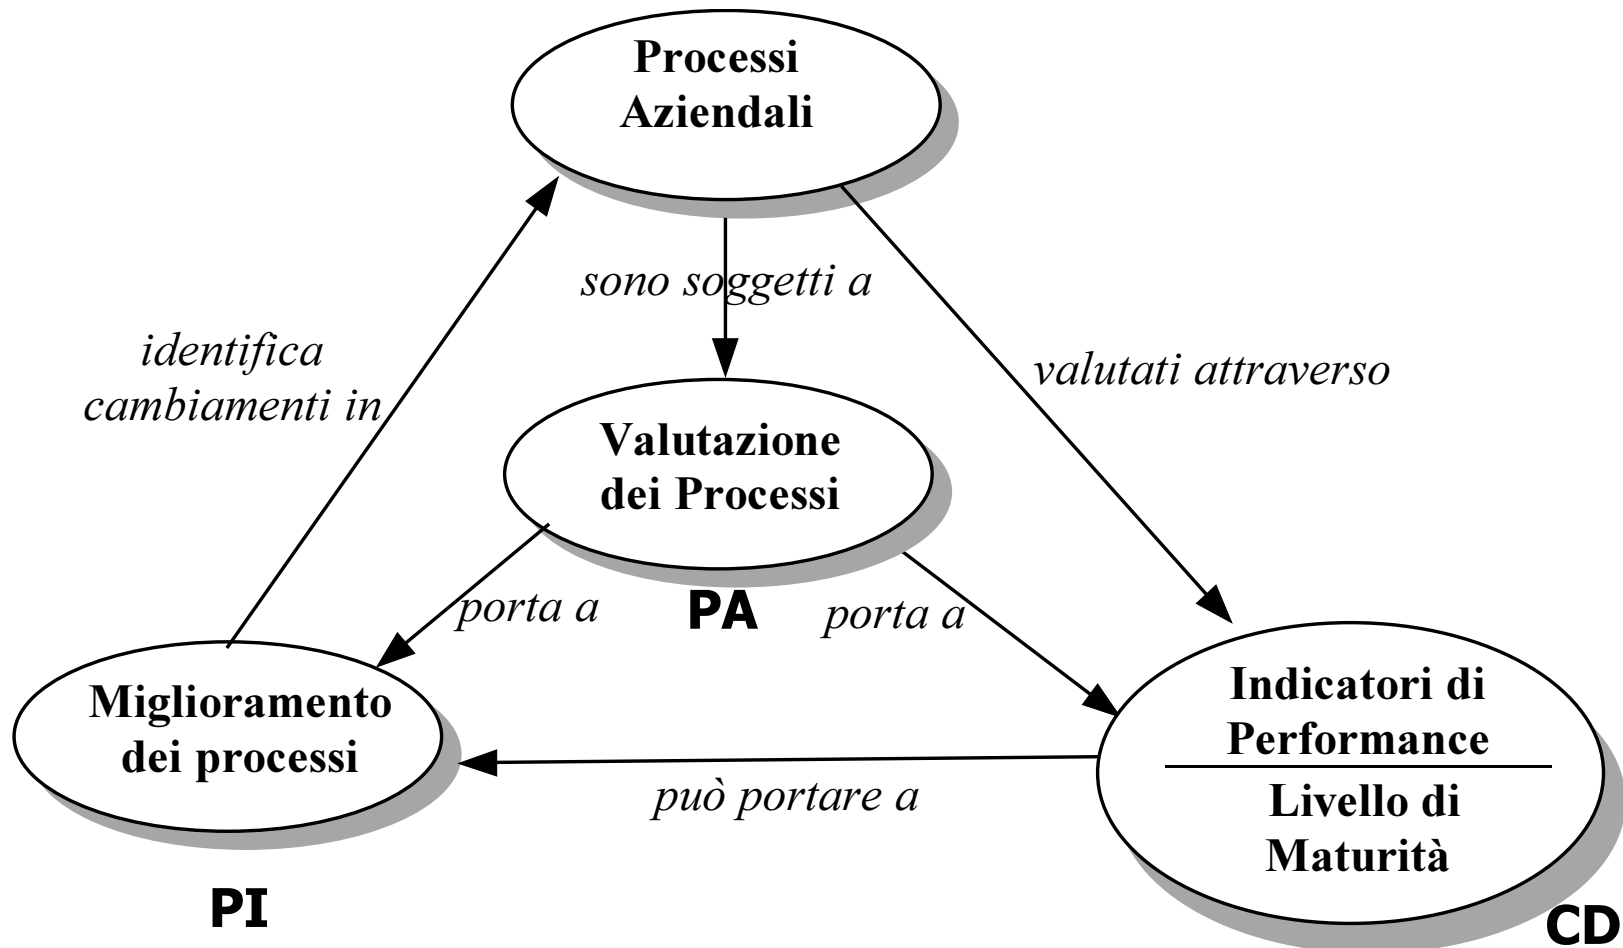 Processi
Aziendali
sono soggetti a
identifica
cambiamenti in
valutati attraverso
Valutazione
dei Processi
porta a
PA
porta a
Miglioramento
dei processi
Indicatori di
Performance
Livello di
Maturità
può portare a
PI
CD